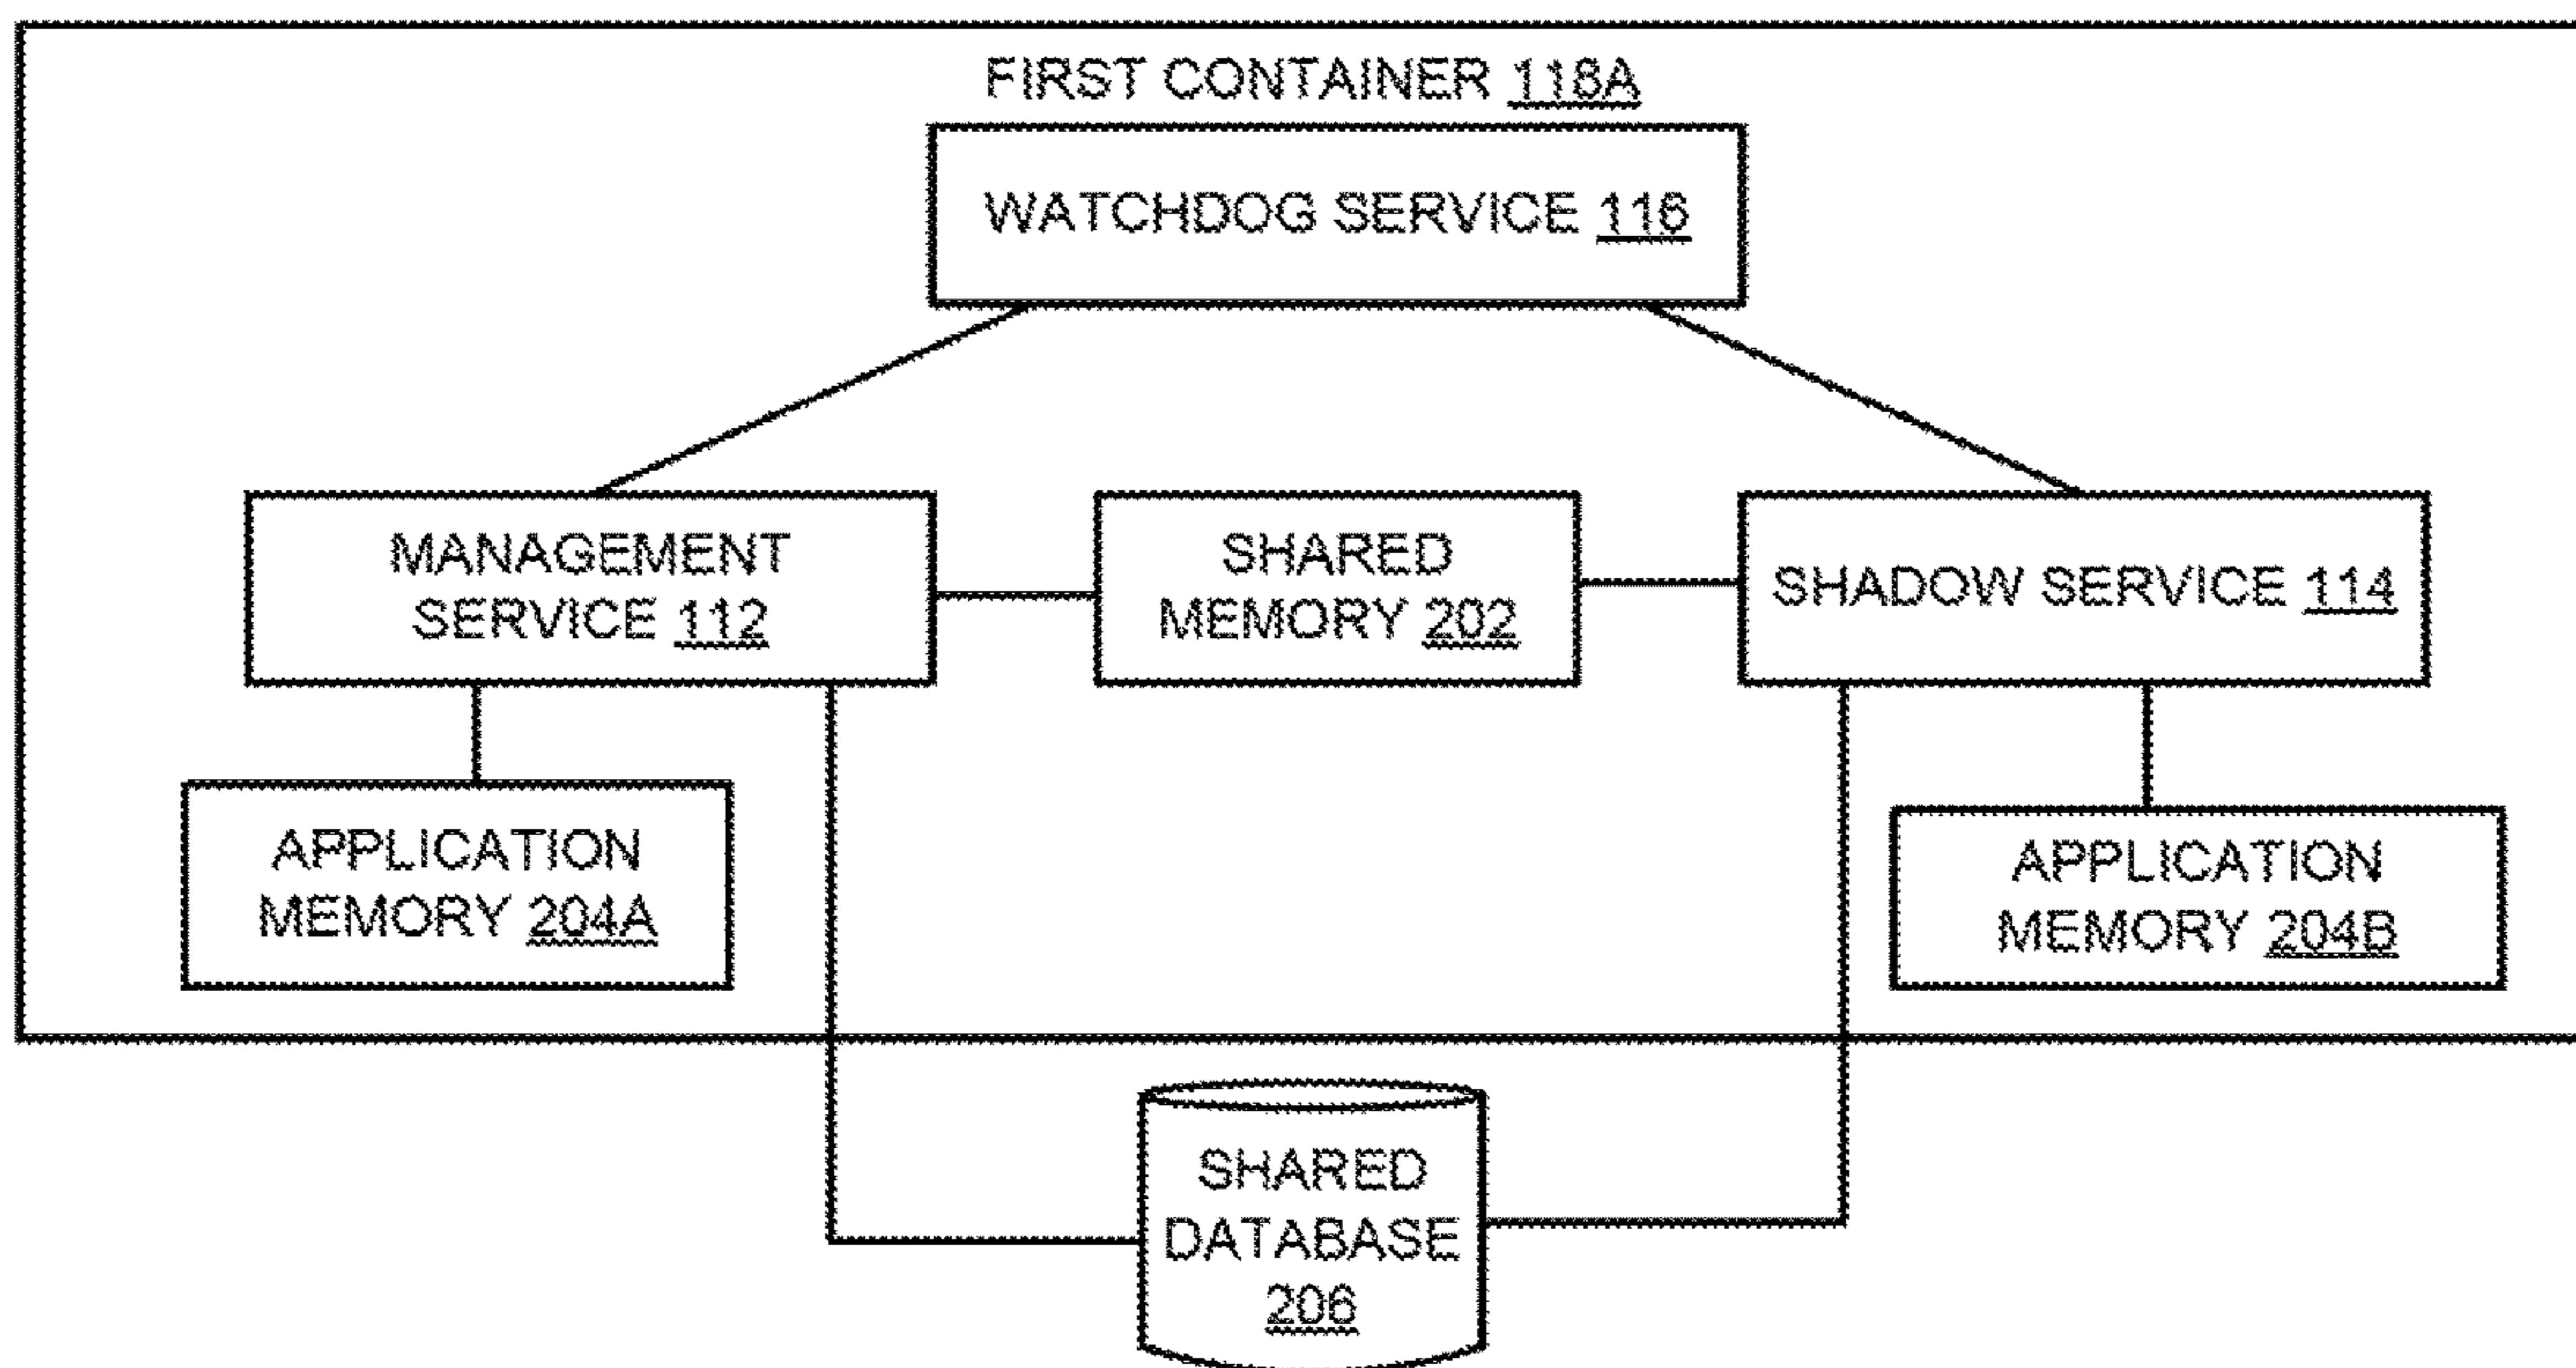 FIRST CONTAINER 118A
WATCHDOG SERVICE 116
MANAGEMENT
SERVICE 112
SHARED
MEMORY 202
SHADOW SERVICE 114
APPLICATION
MEMORY 204A
APPLICATION
MEMORY 204B
SHARED
DATABASE
206